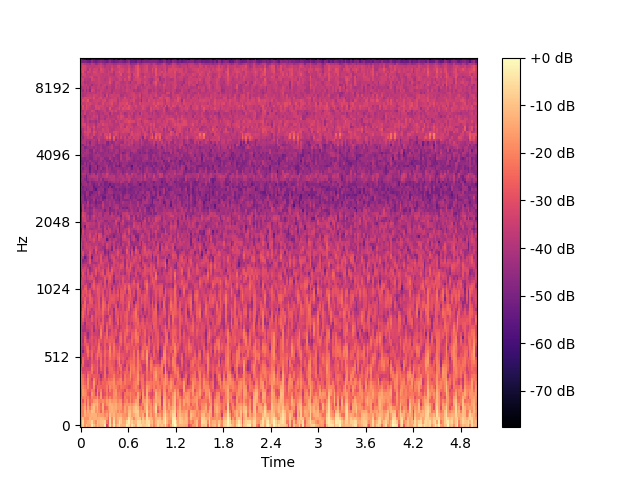 8192
4096
2048
1024
512
0
Hz
0 0.6 1.2 1.8 2.4 3 3.6 4.2 4.8
Time
+0 dB
-10 dB
-20 dB
-30 dB
-40 dB
-50 dB
-60 dB
-70 dB